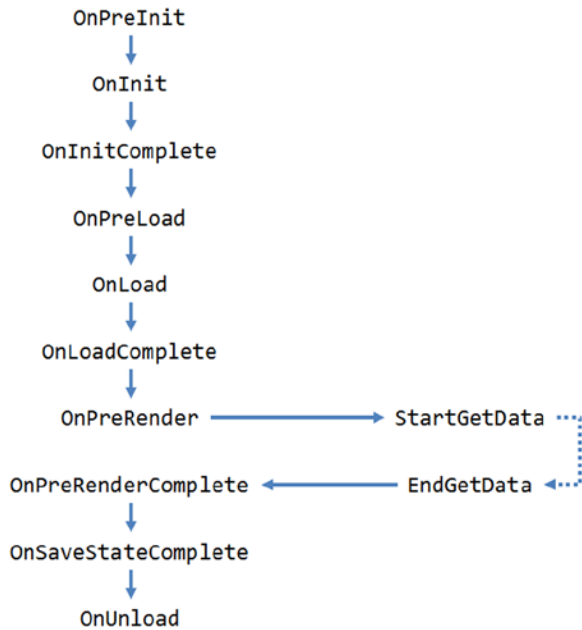 OnPreInit
OnInit
OnInitComplete
OnPreLoad
OnLoad
OnLoadComplete
OnPreRender StartGetData
OnPreRenderComplete EndGetData
OnSaveStateComplete
OnUnload